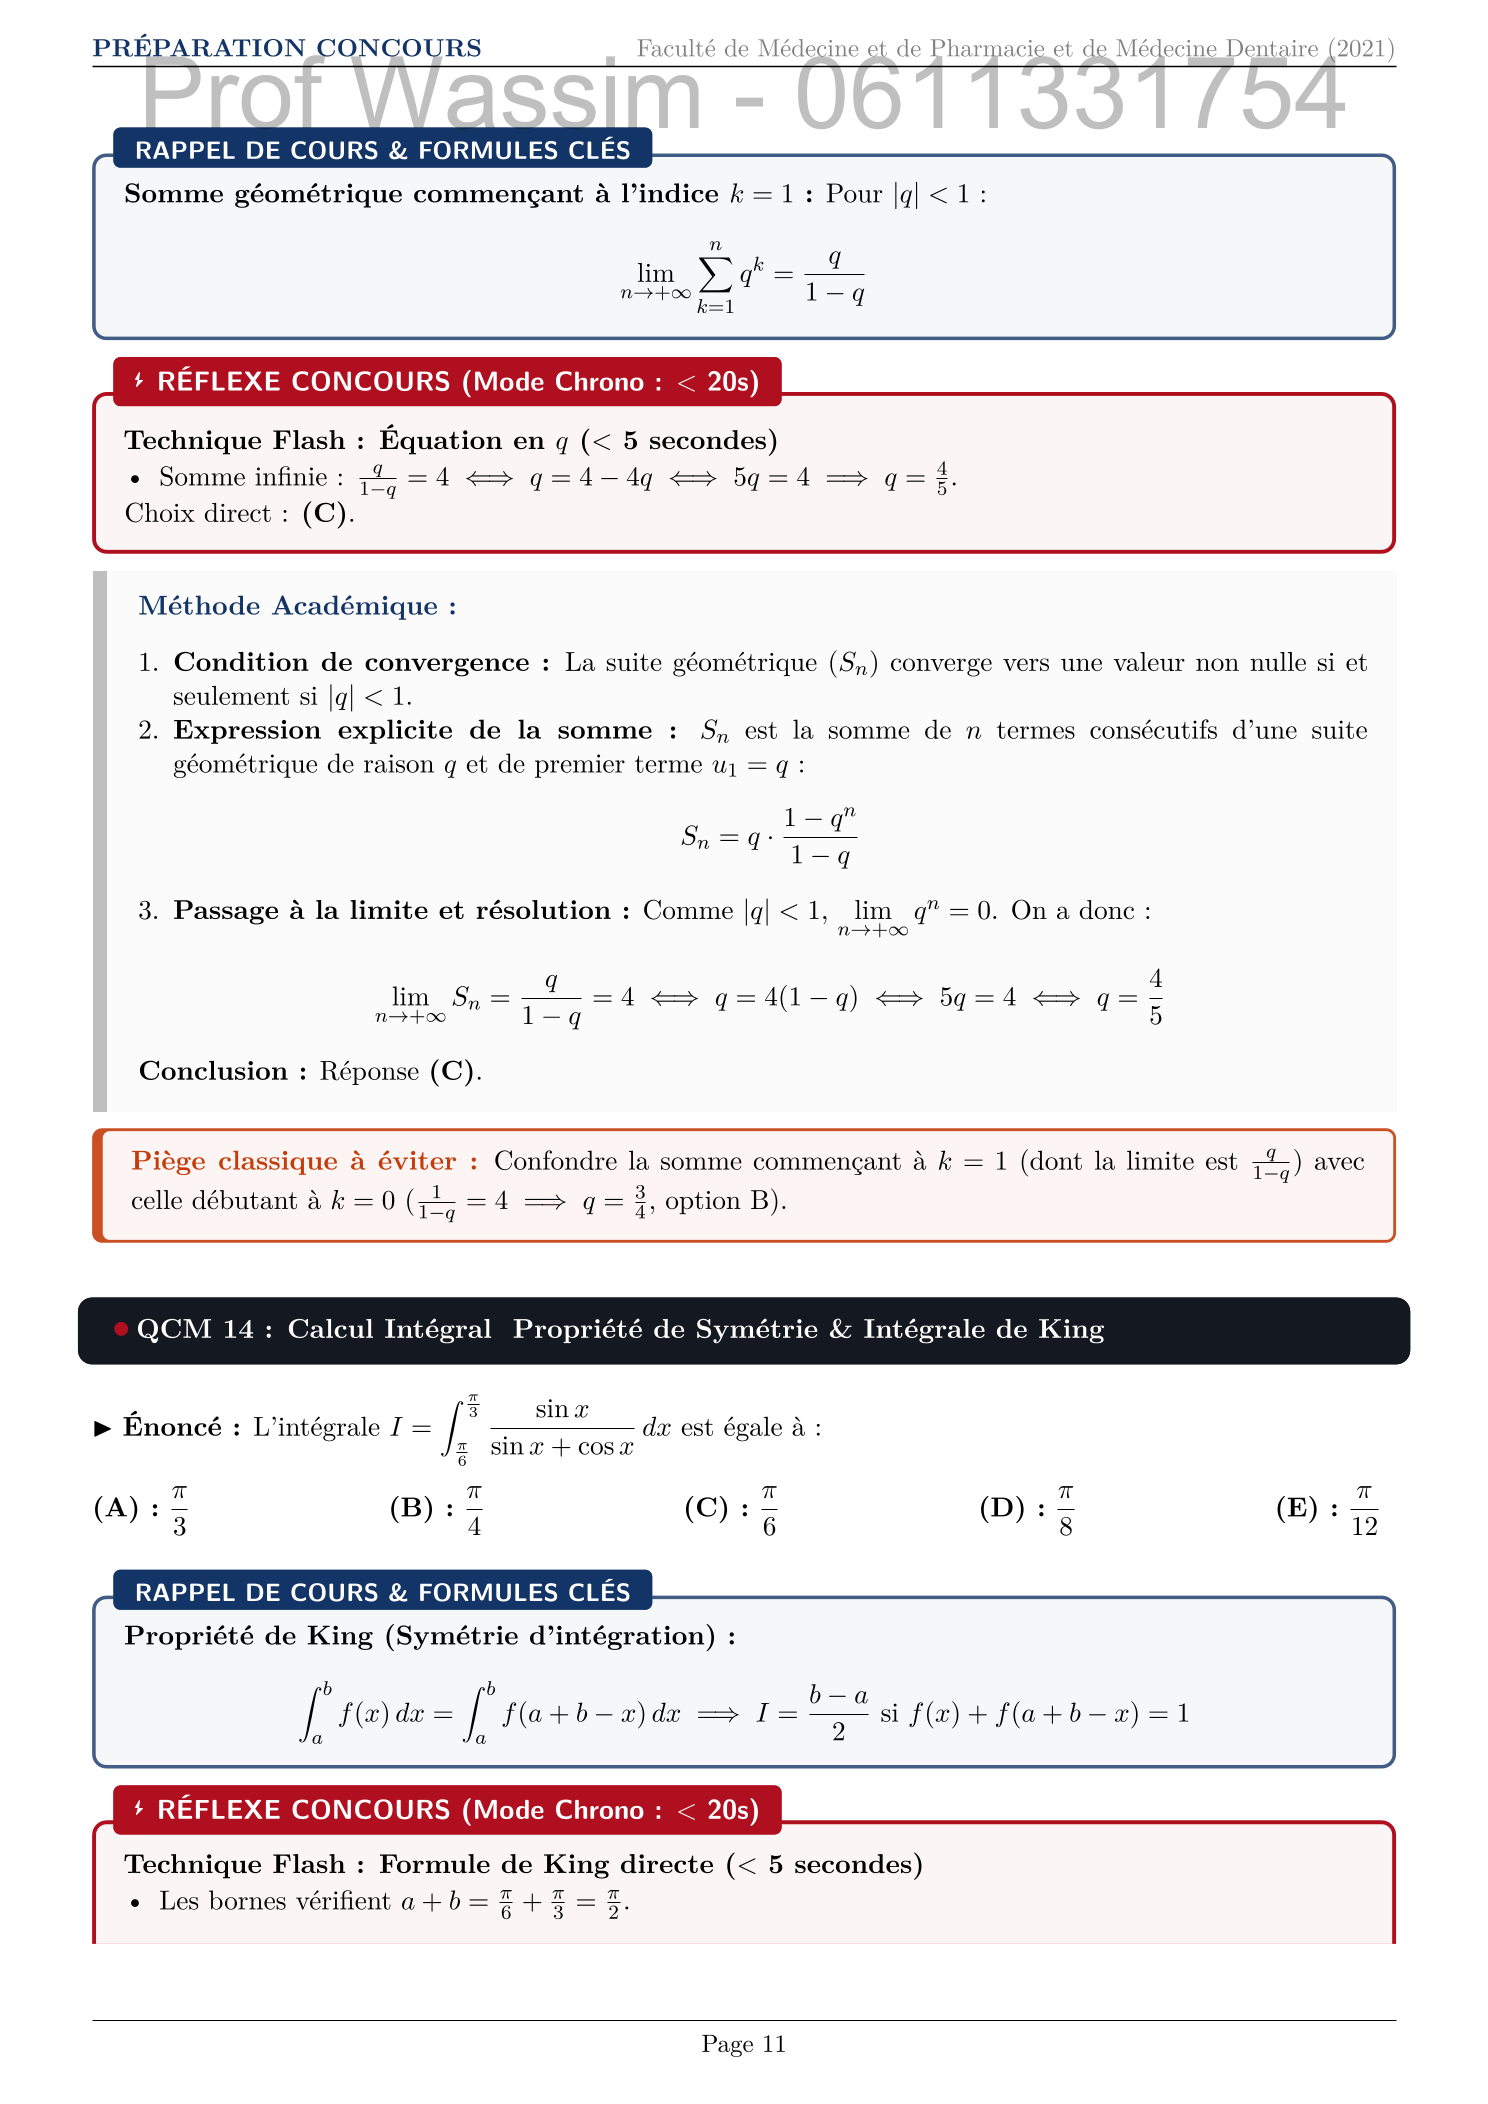 PRÉPARATION CONCOURS Faculté de Médecine et de Pharmacie et de Médecine Dentaire (2021)
Prof Wassim - 0611331754
RAPPEL DE COURS & FORMULES CLÉS
Somme géométrique commençant à l'indice k = 1 : Pour |q| < 1 :
lim_{n→+∞} ∑_{k=1}^{n} q^k = q/(1 − q)
RÉFLEXE CONCOURS (Mode Chrono : < 20s)
Technique Flash : Équation en q (< 5 secondes)
• Somme infinie : q/(1−q) = 4 ⟺ q = 4 − 4q ⟺ 5q = 4 ⟹ q = 4/5.
Choix direct : (C).
Méthode Académique :
1. Condition de convergence : La suite géométrique (S_n) converge vers une valeur non nulle si et
seulement si |q| < 1.
2. Expression explicite de la somme : S_n est la somme de n termes consécutifs d'une suite
géométrique de raison q et de premier terme u_1 = q :
S_n = q · (1 − q^n)/(1 − q)
3. Passage à la limite et résolution : Comme |q| < 1, lim_{n→+∞} q^n = 0. On a donc :
lim_{n→+∞} S_n = q/(1 − q) = 4 ⟺ q = 4(1 − q) ⟺ 5q = 4 ⟺ q = 4/5
Conclusion : Réponse (C).
Piège classique à éviter : Confondre la somme commençant à k = 1 (dont la limite est q/(1−q)) avec
celle débutant à k = 0 (1/(1−q) = 4 ⟹ q = 3/4, option B).
• QCM 14 : Calcul Intégral Propriété de Symétrie & Intégrale de King
▶ Énoncé : L'intégrale I = ∫_{π/6}^{π/3} sin x/(sin x + cos x) dx est égale à :
(A) : π/3 (B) : π/4 (C) : π/6 (D) : π/8 (E) : π/12
RAPPEL DE COURS & FORMULES CLÉS
Propriété de King (Symétrie d'intégration) :
∫_a^b f(x) dx = ∫_a^b f(a + b − x) dx ⟹ I = (b − a)/2 si f(x) + f(a + b − x) = 1
RÉFLEXE CONCOURS (Mode Chrono : < 20s)
Technique Flash : Formule de King directe (< 5 secondes)
• Les bornes vérifient a + b = π/6 + π/3 = π/2.
Page 11